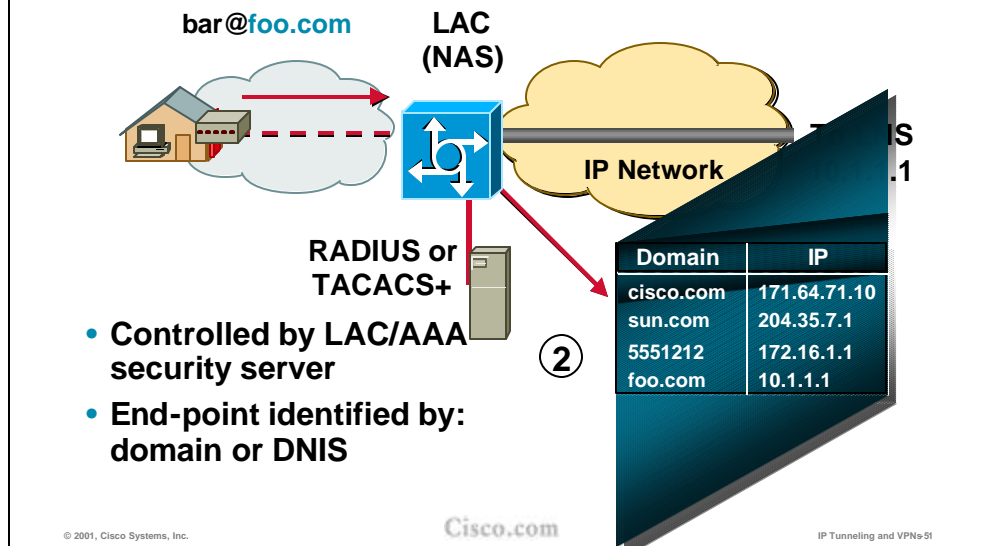 bar@foo.com
LAC
(NAS)
IP Network
RADIUS or
TACACS+
Domain IP
cisco.com 171.64.71.10
sun.com 204.35.7.1
5551212 172.16.1.1
foo.com 10.1.1.1
2
• Controlled by LAC/AAA
security server
• End-point identified by:
domain or DNIS
© 2001, Cisco Systems, Inc.
Cisco.com
IP Tunneling and VPNs-51